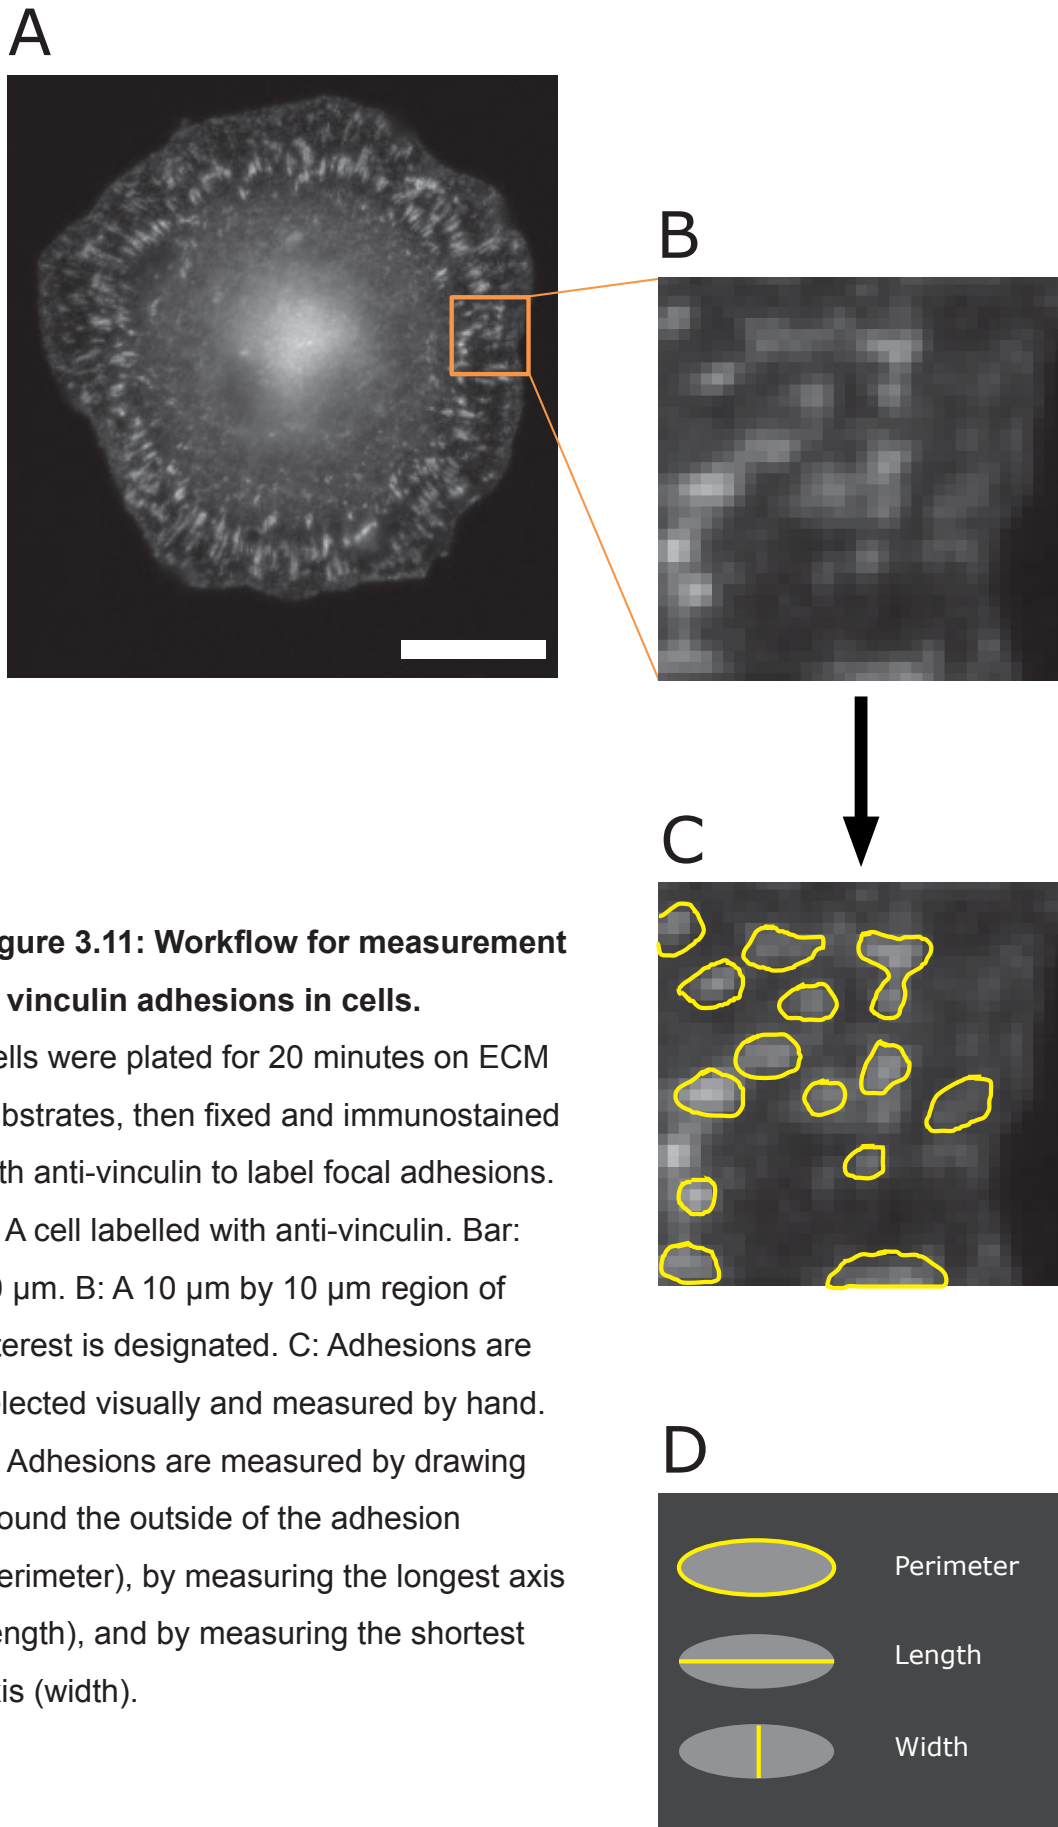 A
B
C
gure 3.11: Workflow for measurement
vinculin adhesions in cells.
ells were plated for 20 minutes on ECM
bstrates, then fixed and immunostained
th anti-vinculin to label focal adhesions.
A cell labelled with anti-vinculin. Bar:
0 μm. B: A 10 μm by 10 μm region of
terest is designated. C: Adhesions are
lected visually and measured by hand.
Adhesions are measured by drawing
ound the outside of the adhesion
erimeter), by measuring the longest axis
ength), and by measuring the shortest
is (width).
D
Perimeter
Length
Width